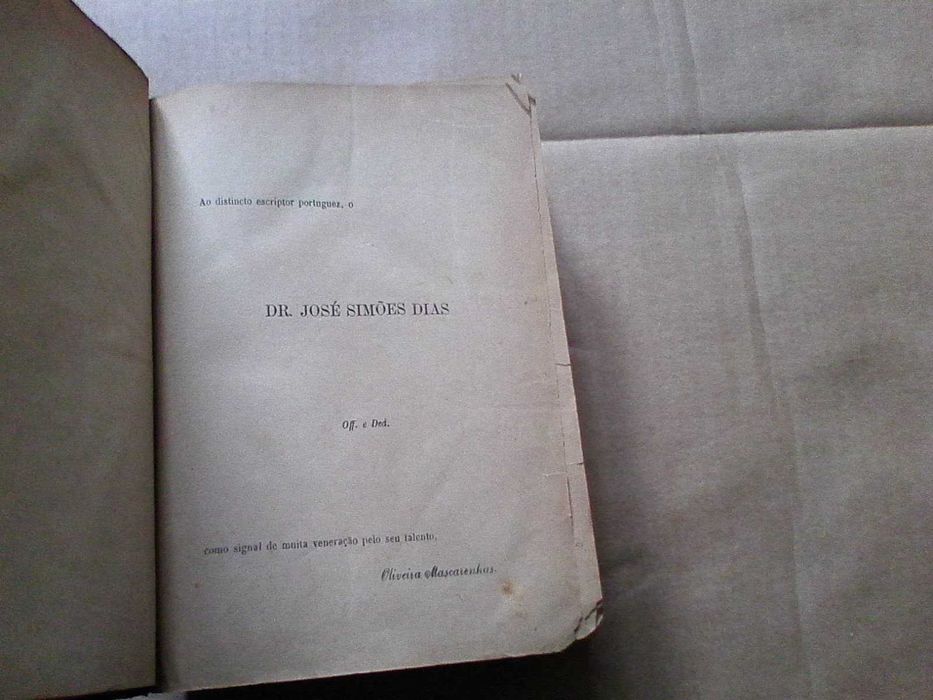 Ao distincto escriptor portuguez, o
DR. JOSÉ SIMÕES DIAS
Off. e Ded.
como signal de muita veneração pelo seu talento,
Oliveira Mascarenhas.